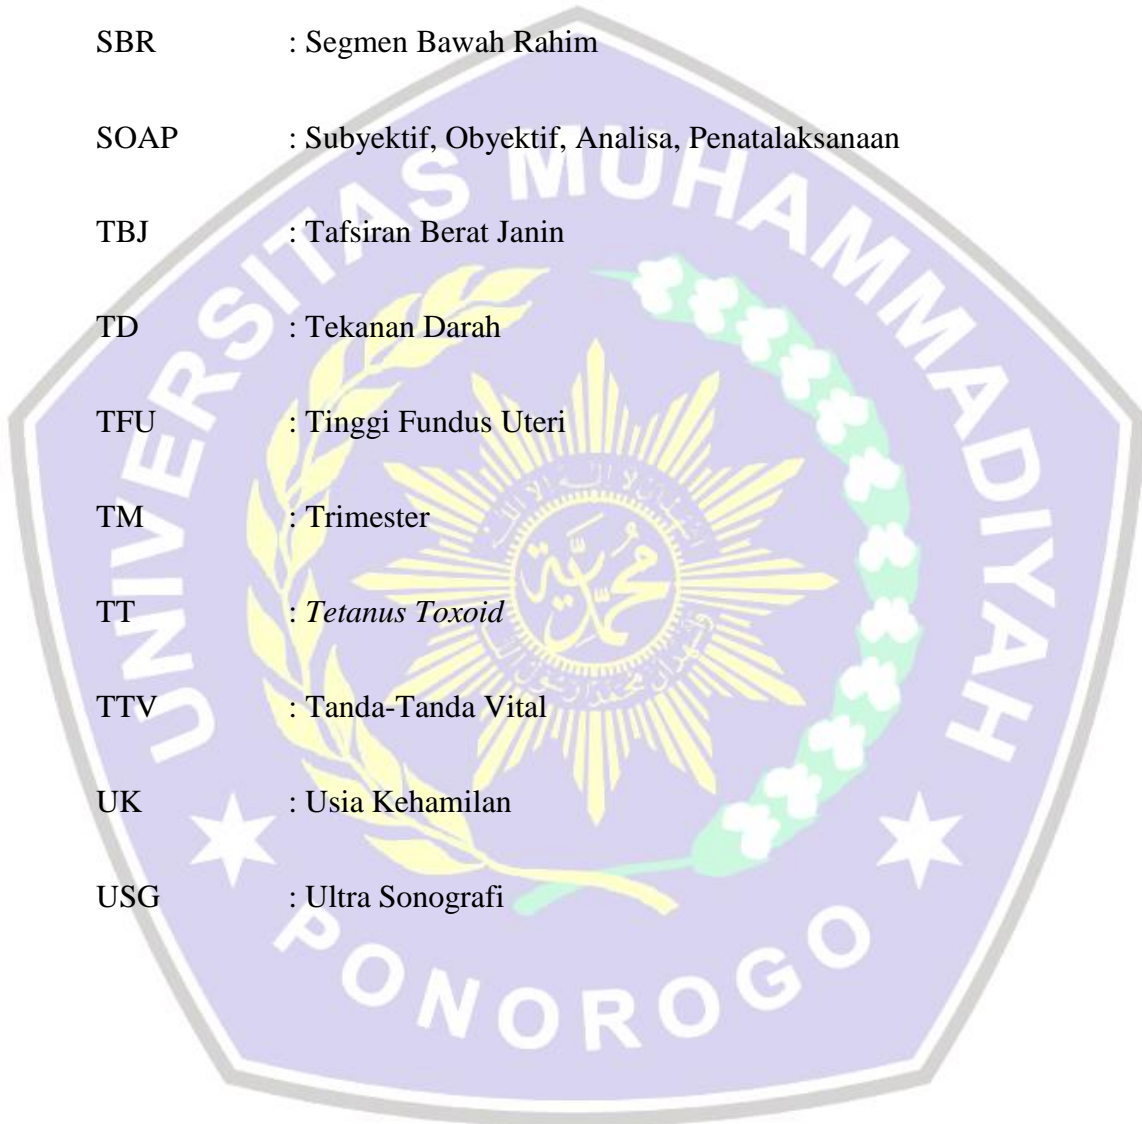 SBR : Segmen Bawah Rahim
SOAP : Subyektif, Obyektif, Analisa, Penatalaksanaan
TBJ : Tafsiran Berat Janin
TD : Tekanan Darah
TFU : Tinggi Fundus Uteri
TM : Trimester
TT : Tetanus Toxoid
TTV : Tanda-Tanda Vital
UK : Usia Kehamilan
USG : Ultra Sonografi
UNIVERSITAS MUHAMMADIYAH
PONOROGO
محمدية